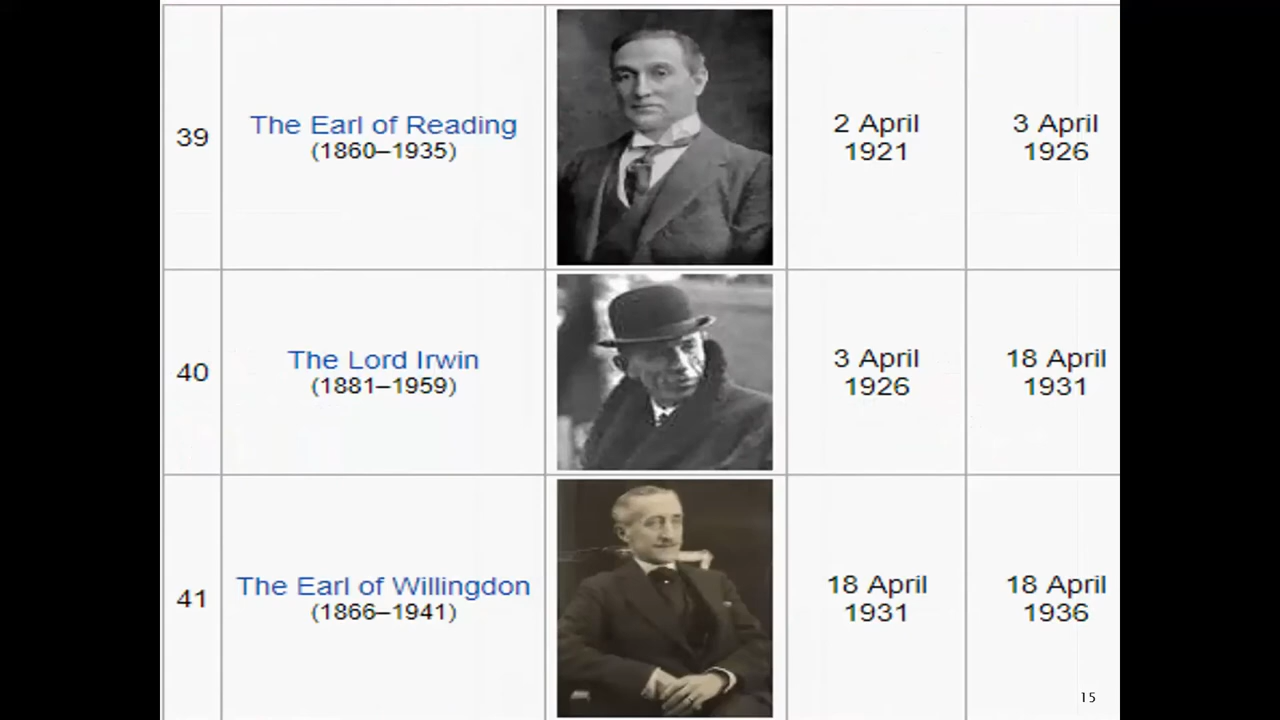 39
The Earl of Reading
(1860–1935)
2 April
1921
3 April
1926
40
The Lord Irwin
(1881–1959)
3 April
1926
18 April
1931
41
The Earl of Willingdon
(1866–1941)
18 April
1931
18 April
1936
15